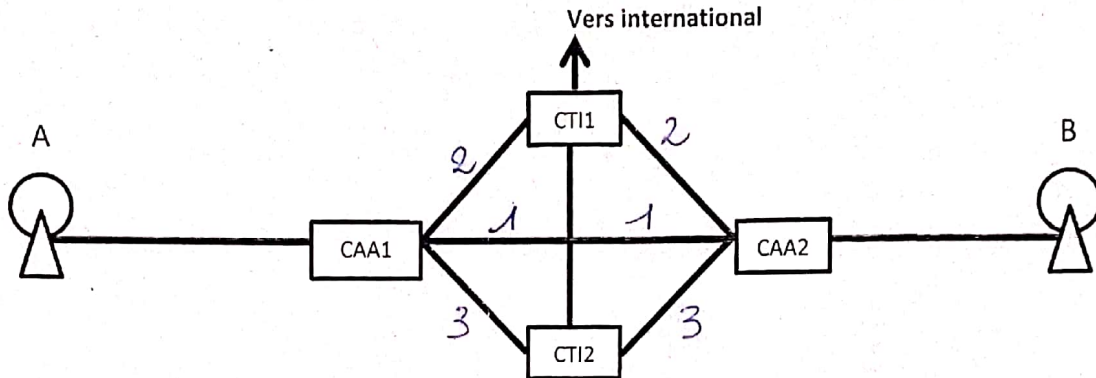 Vers international
CTI1
A
B
2
2
1
1
CAA1
CAA2
3
3
CTI2